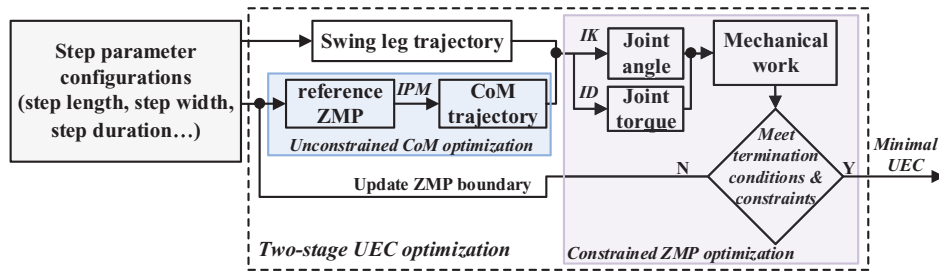 Step parameter
configurations
(step length, step width,
step duration…)
Swing leg trajectory
reference
ZMP
IPM
CoM
trajectory
Unconstrained CoM optimization
Update ZMP boundary
Two-stage UEC optimization
IK
Joint
angle
ID
Joint
torque
Mechanical
work
Meet
termination
conditions &
constraints
N
Y
Constrained ZMP optimization
Minimal
UEC